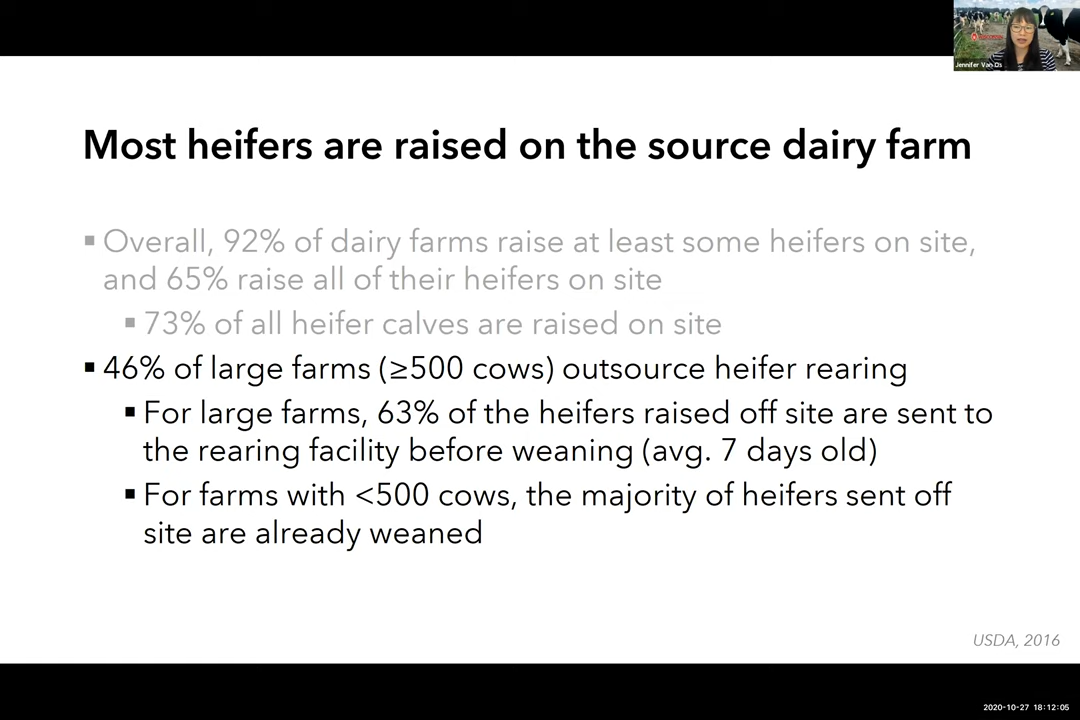 Jennifer Van Os
Most heifers are raised on the source dairy farm
▪ Overall, 92% of dairy farms raise at least some heifers on site,
and 65% raise all of their heifers on site
▪ 73% of all heifer calves are raised on site
▪ 46% of large farms (≥500 cows) outsource heifer rearing
▪ For large farms, 63% of the heifers raised off site are sent to
the rearing facility before weaning (avg. 7 days old)
▪ For farms with <500 cows, the majority of heifers sent off
site are already weaned
USDA, 2016
2020-10-27 18:12:05